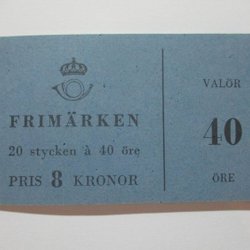 FRIMÄRKEN
20 stycken à 40 öre
PRIS 8 KRONOR
VALÖR
40
ÖRE